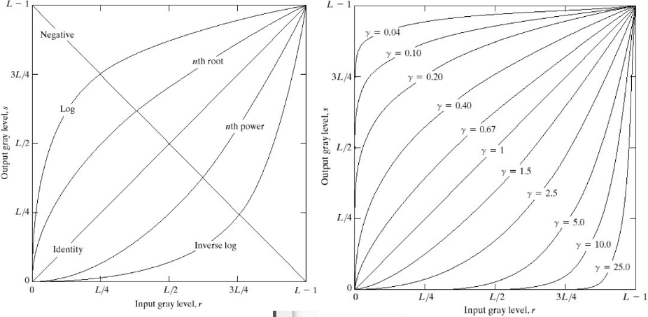 L − 1
Negative
nth root
3L/4
Log
Output gray level, s
L/2
nth power
L/4
Identity
Inverse log
0
0
L/4
L/2
3L/4
L − 1
Input gray level, r
L − 1
γ = 0.04
γ = 0.10
3L/4
γ = 0.20
γ = 0.40
γ = 0.67
Output gray level, s
L/2
γ = 1
γ = 1.5
γ = 2.5
L/4
γ = 5.0
γ = 10.0
γ = 25.0
0
0
L/4
L/2
3L/4
L − 1
Input gray level, r